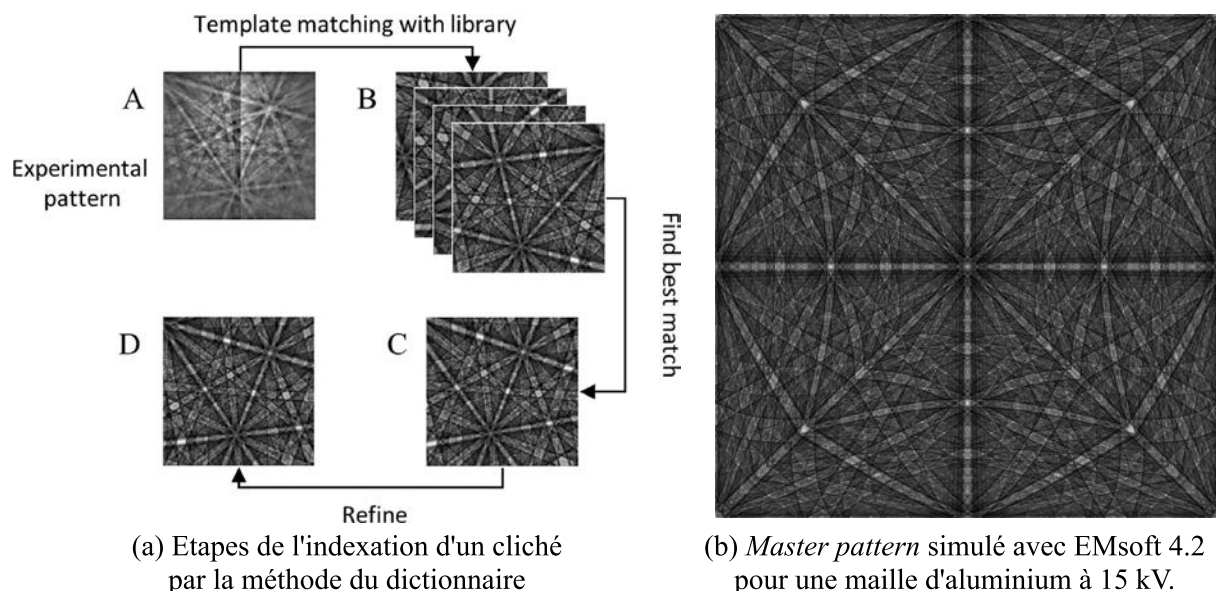 Template matching with library
A
B
Experimental
pattern
Find best match
D
C
Refine
(a) Etapes de l'indexation d'un cliché
par la méthode du dictionnaire
(b) Master pattern simulé avec EMsoft 4.2
pour une maille d'aluminium à 15 kV.